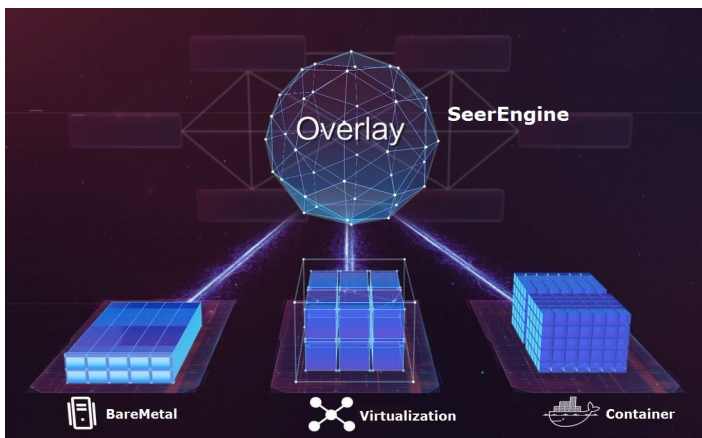 Overlay
SeerEngine
BareMetal
Virtualization
Container